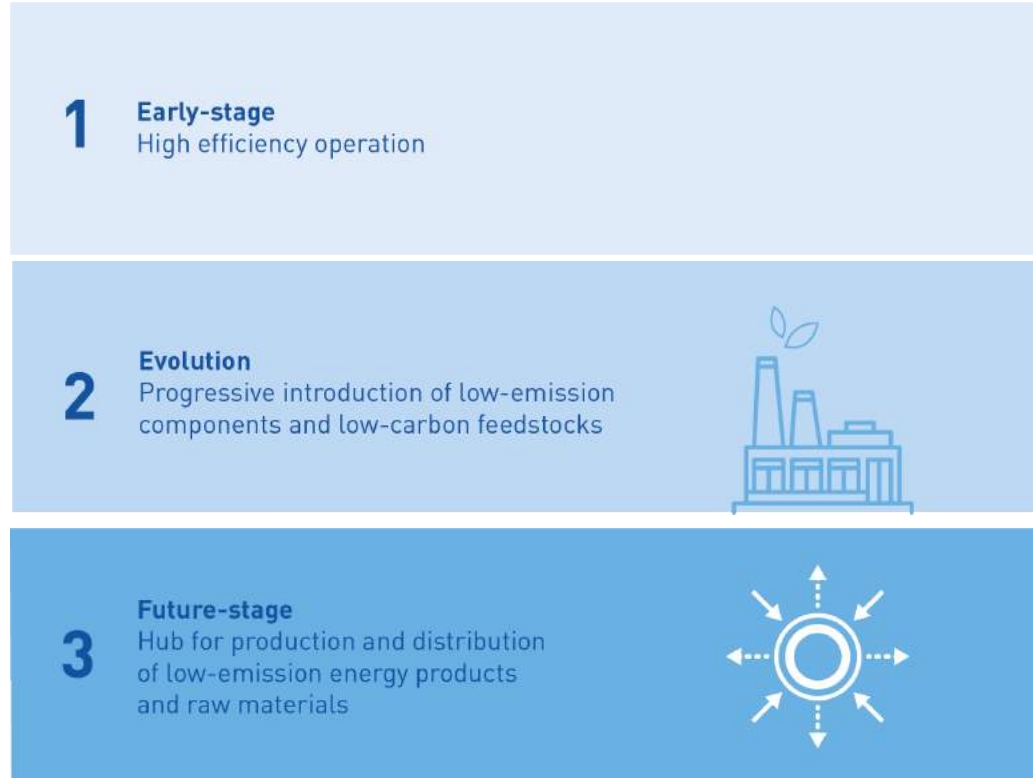 1
Early-stage
High efficiency operation
2
Evolution
Progressive introduction of low-emission
components and low-carbon feedstocks
3
Future-stage
Hub for production and distribution
of low-emission energy products
and raw materials